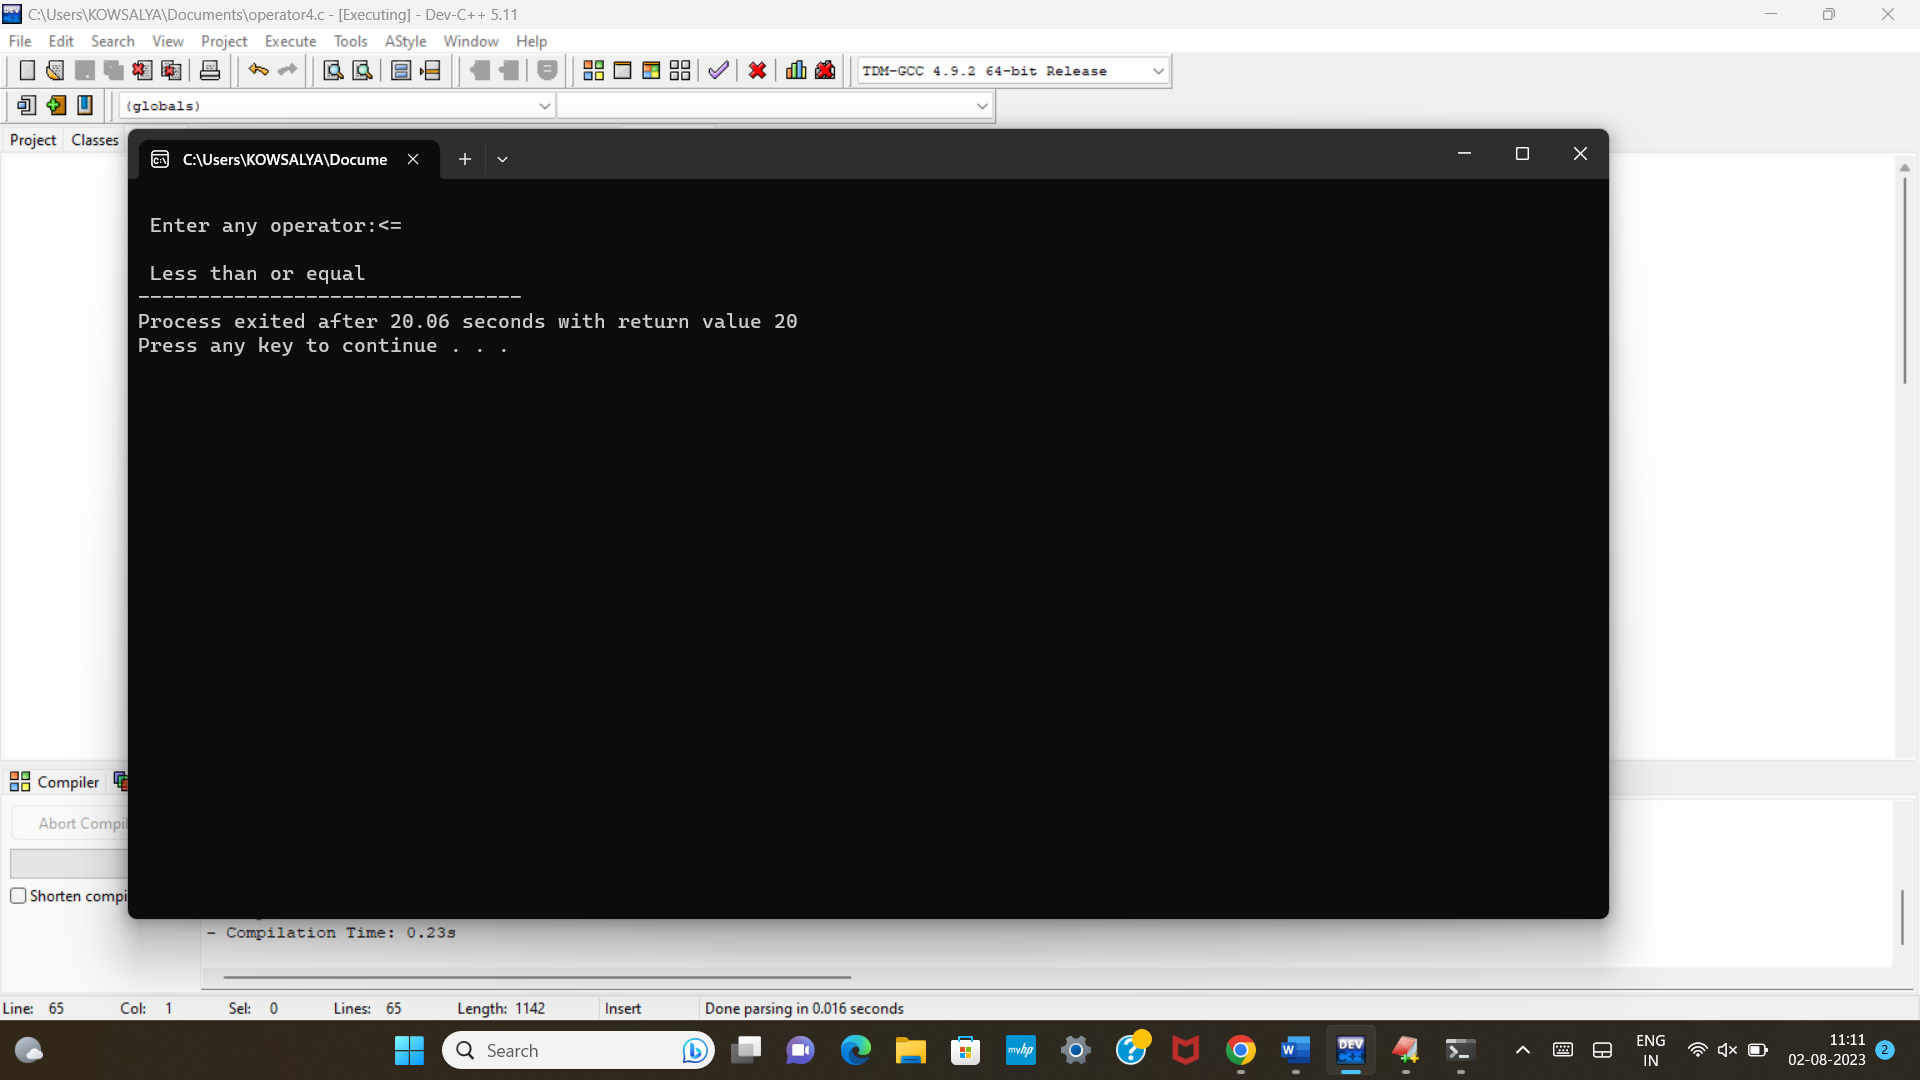 C:\Users\KOWSALYA\Documents\operator4.c - [Executing] - Dev-C++ 5.11
File Edit Search View Project Execute Tools AStyle Window Help
TDM-GCC 4.9.2 64-bit Release
(globals)
Project Classes
C:\Users\KOWSALYA\Docume
Enter any operator:<=
Less than or equal
--------------------------------
Process exited after 20.06 seconds with return value 20
Press any key to continue . . .
Compiler
Abort Compil
Shorten compi
- Compilation Time: 0.23s
Line: 65 Col: 1 Sel: 0 Lines: 65 Length: 1142 Insert Done parsing in 0.016 seconds
Search
myhp
W
DEV
C++
ENG
IN
11:11
02-08-2023
2